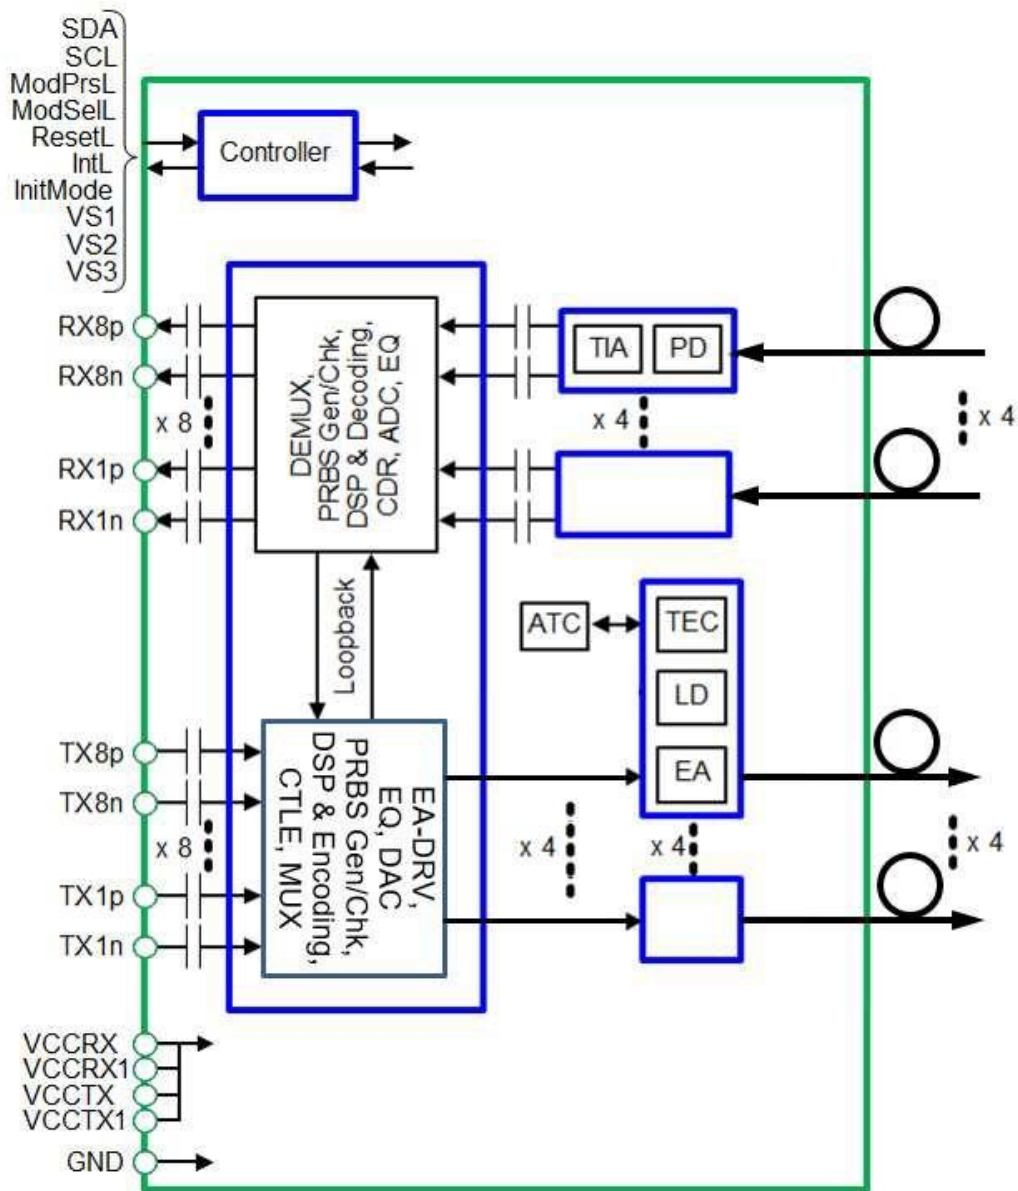 SDA
SCL
ModPrsL
ModSelL
ResetL
IntL
InitMode
VS1
VS2
VS3
Controller
RX8p
RX8n
x 8
RX1p
RX1n
DEMUX,
PRBS Gen/Chk,
DSP & Decoding,
CDR, ADC, EQ
TIA
PD
x 4
x 4
Loopback
ATC
TEC
LD
EA
TX8p
TX8n
x 8
TX1p
TX1n
EA-DRV,
EQ, DAC
PRBS Gen/Chk,
DSP & Encoding,
CTLE, MUX
x 4
x 4
x 4
VCCRX
VCCRX1
VCCTX
VCCTX1
GND